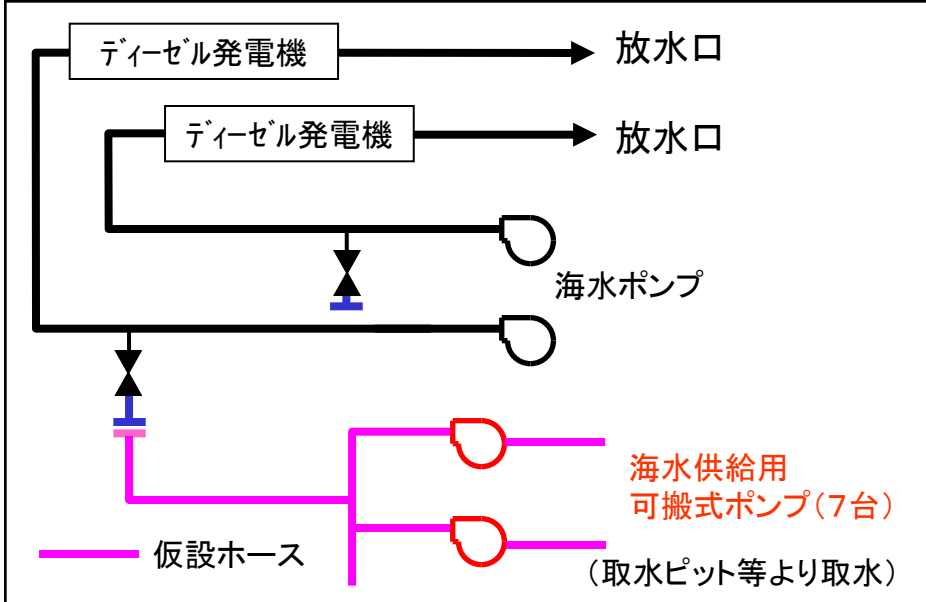 ディーゼル発電機
放水口
ディーゼル発電機
放水口
海水ポンプ
海水供給用
可搬式ポンプ(7台)
仮設ホース
(取水ピット等より取水)